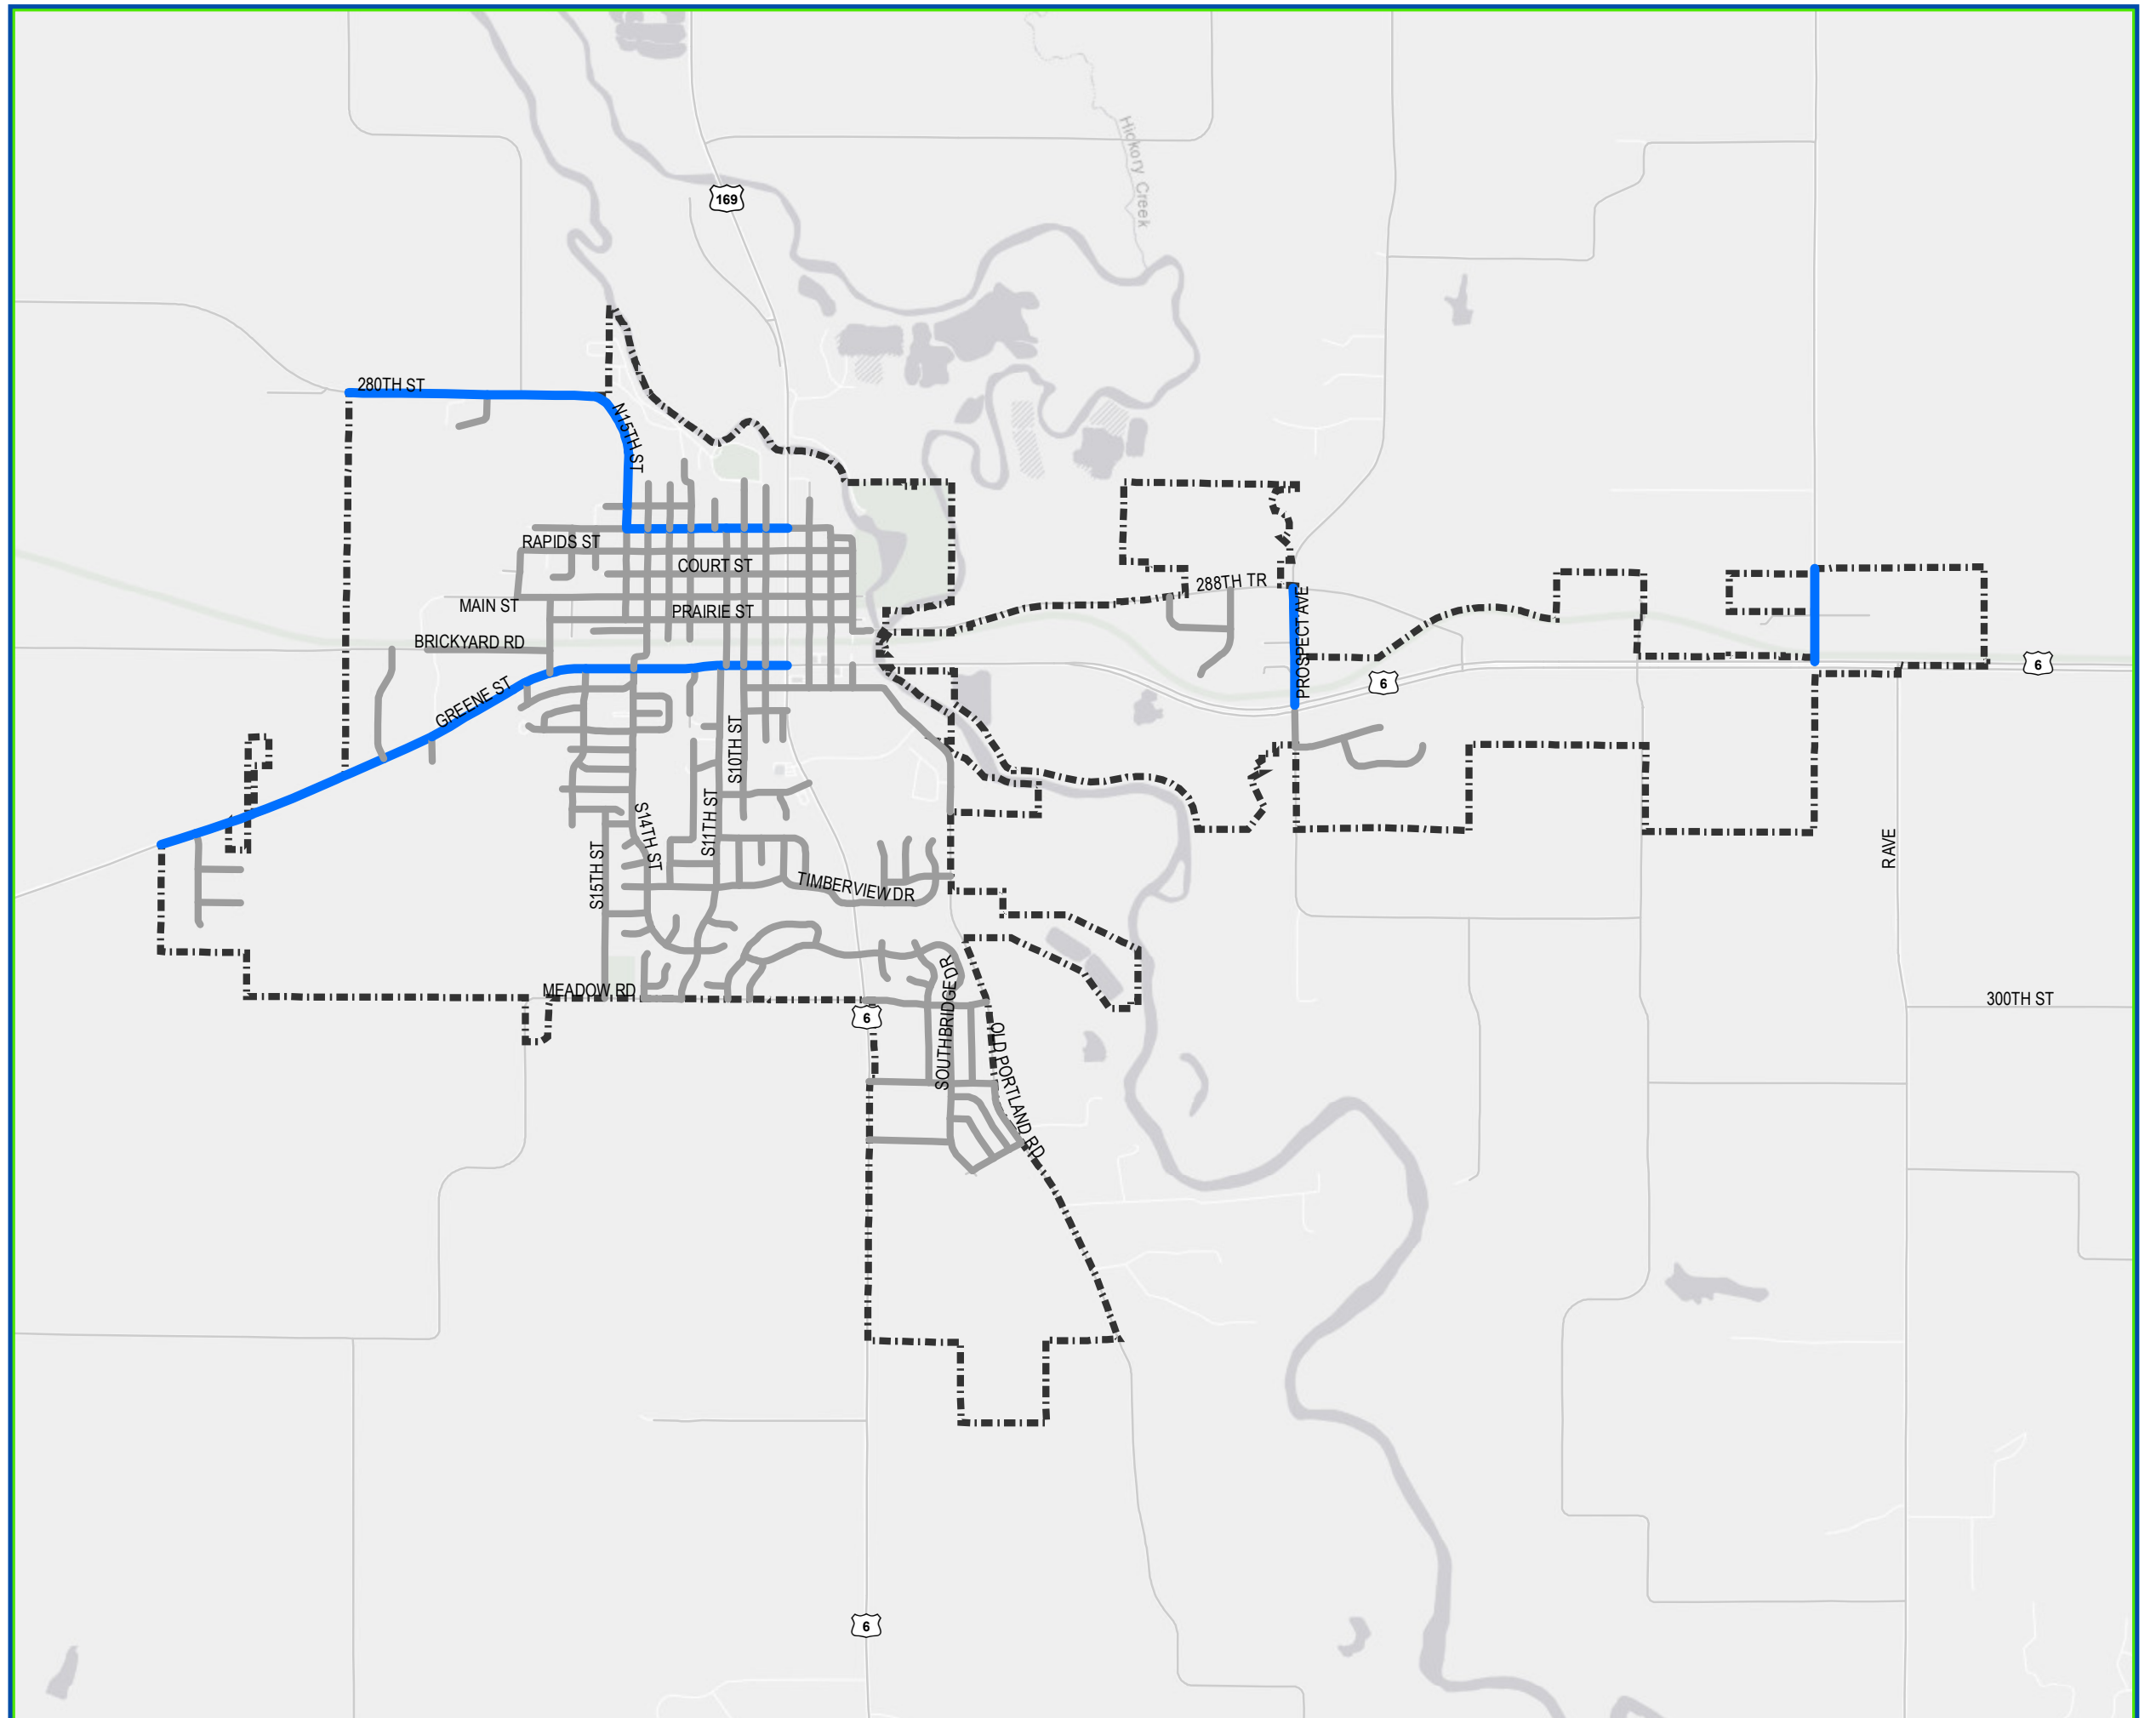 Hickory Creek
169
280TH ST
N15TH ST
RAPIDS ST
COURT ST
288TH TR
MAIN ST
PRAIRIE ST
PROSPECT AVE
BRICKYARD RD
6
6
GREENE ST
S10TH ST
S11TH ST
S14TH ST
S15TH ST
R AVE
TIMBERVIEW DR
MEADOW RD
SOUTHBRIDGE DR
300TH ST
6
OLD PORTLAND RD
6